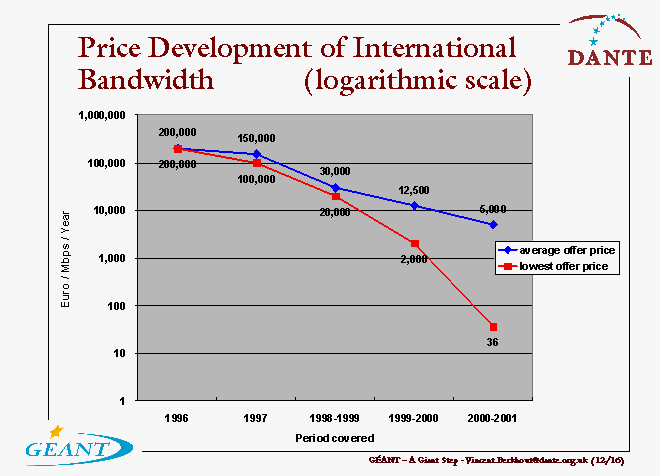 Price Development of International
Bandwidth (logarithmic scale)
DANTE
1,000,000
100,000
10,000
1,000
100
10
1
Euro / Mbps / Year
200,000
150,000
30,000
12,500
5,000
200,000
100,000
20,000
2,000
36
average offer price
lowest offer price
1996 1997 1998-1999 1999-2000 2000-2001
Period covered
GÉANT
GÉANT – A Giant Step - Vincent.Berkhout@dante.org.uk (12/16)